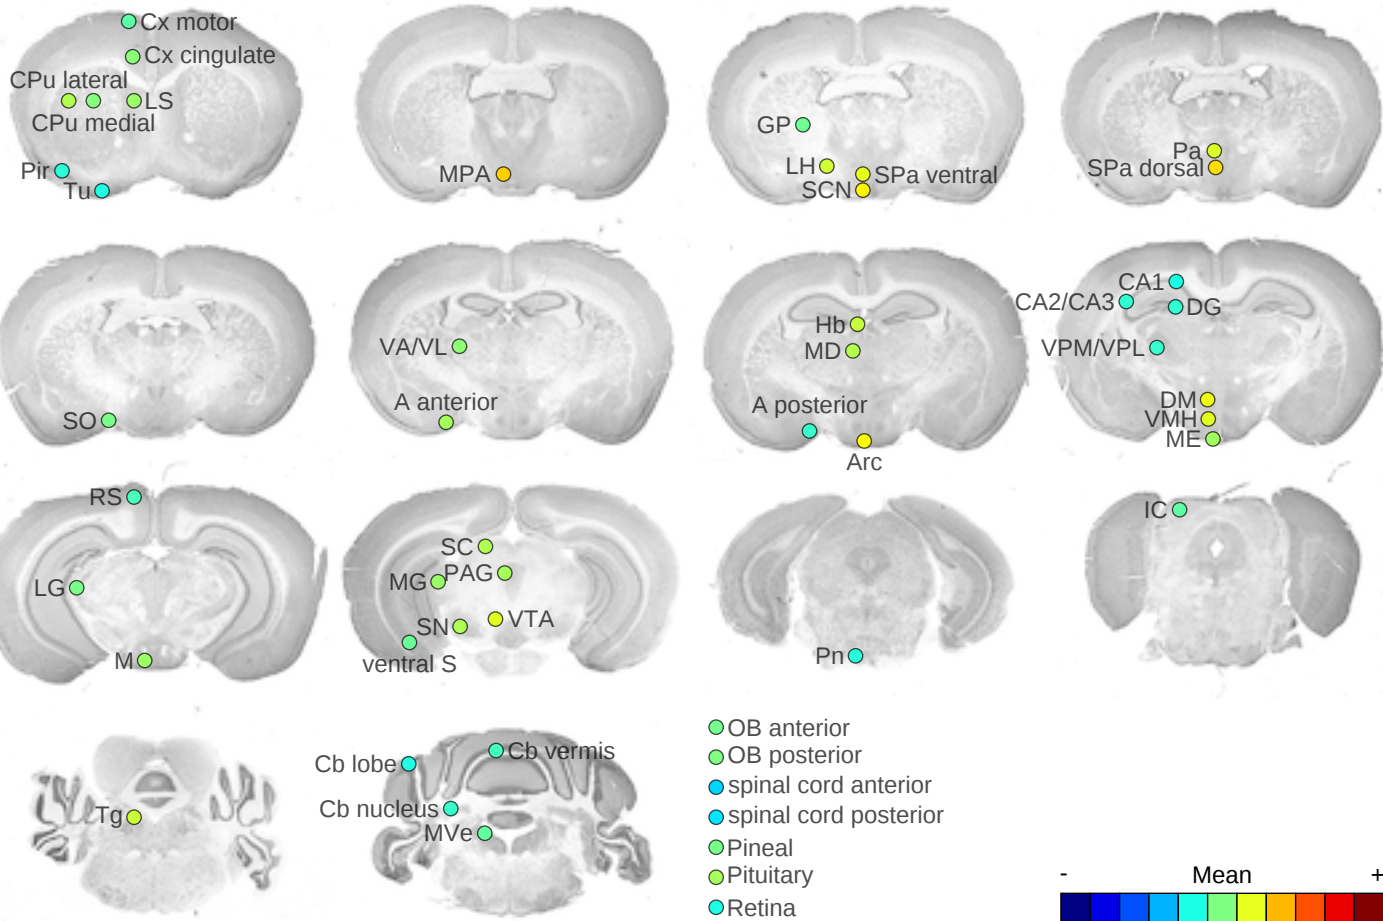 Cx motor
Cx cingulate
CPu lateral
LS
CPu medial
Pir
Tu
MPA
GP
LH
SPa ventral
SCN
Pa
SPa dorsal
SO
VA/VL
A anterior
Hb
MD
A posterior
Arc
CA1
CA2/CA3
DG
VPM/VPL
DM
VMH
ME
RS
LG
M
SC
MG
PAG
SN
VTA
ventral S
Pn
IC
Tg
Cb lobe
Cb vermis
Cb nucleus
MVe
OB anterior
OB posterior
spinal cord anterior
spinal cord posterior
Pineal
Pituitary
Retina
- Mean +